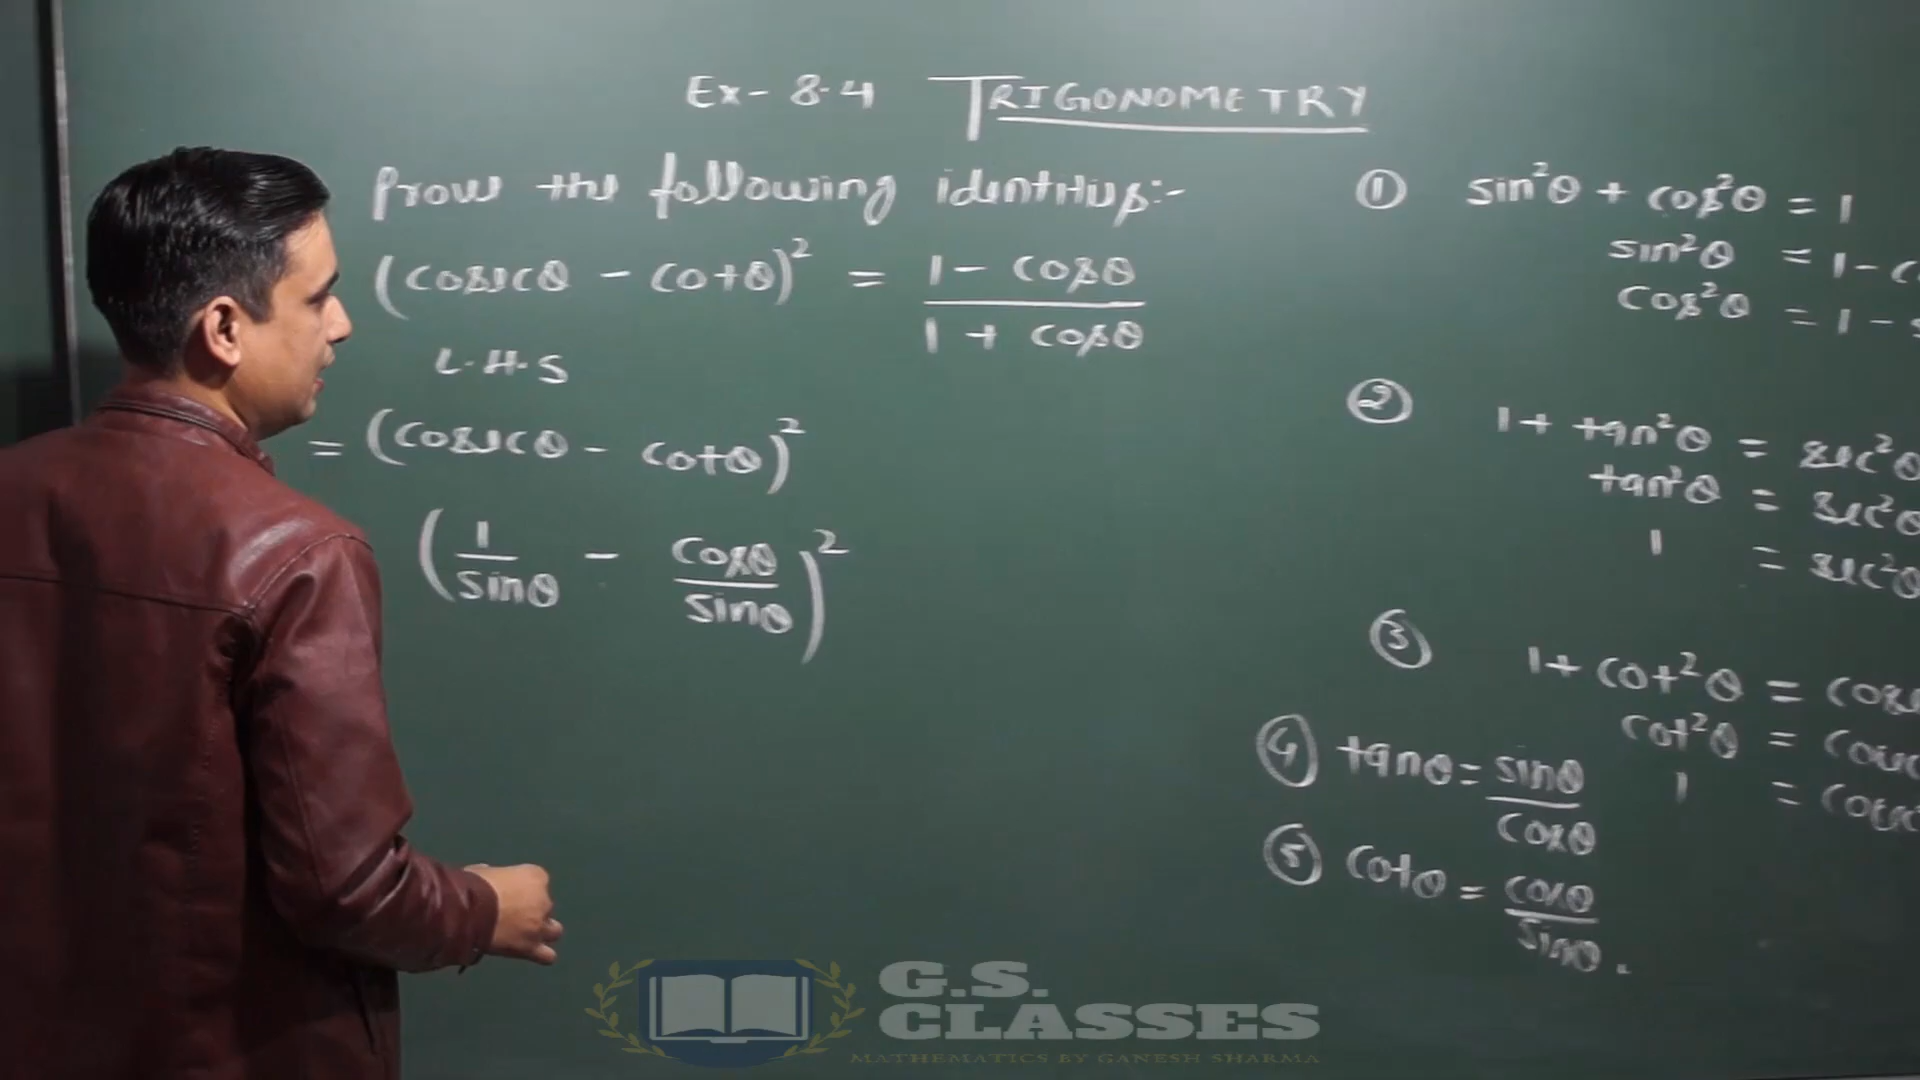 Ex- 8.4 TRIGONOMETRY
Prove the following identities:-
(cosecθ - cotθ)² = (1 - cosθ)/(1 + cosθ)
L.H.S
= (cosecθ - cotθ)²
(1/sinθ - cosθ/sinθ)²
① sin²θ + cos²θ = 1
sin²θ = 1 - c
cos²θ = 1 - s
② 1 + tan²θ = sec²θ
tan²θ = sec²θ
1 = sec²θ
③ 1 + cot²θ = cose
cot²θ = cosec
1 = cosec
④ tanθ = sinθ/cosθ
⑤ cotθ = cosθ/sinθ.
G.S.
CLASSES
MATHEMATICS BY GANESH SHARMA